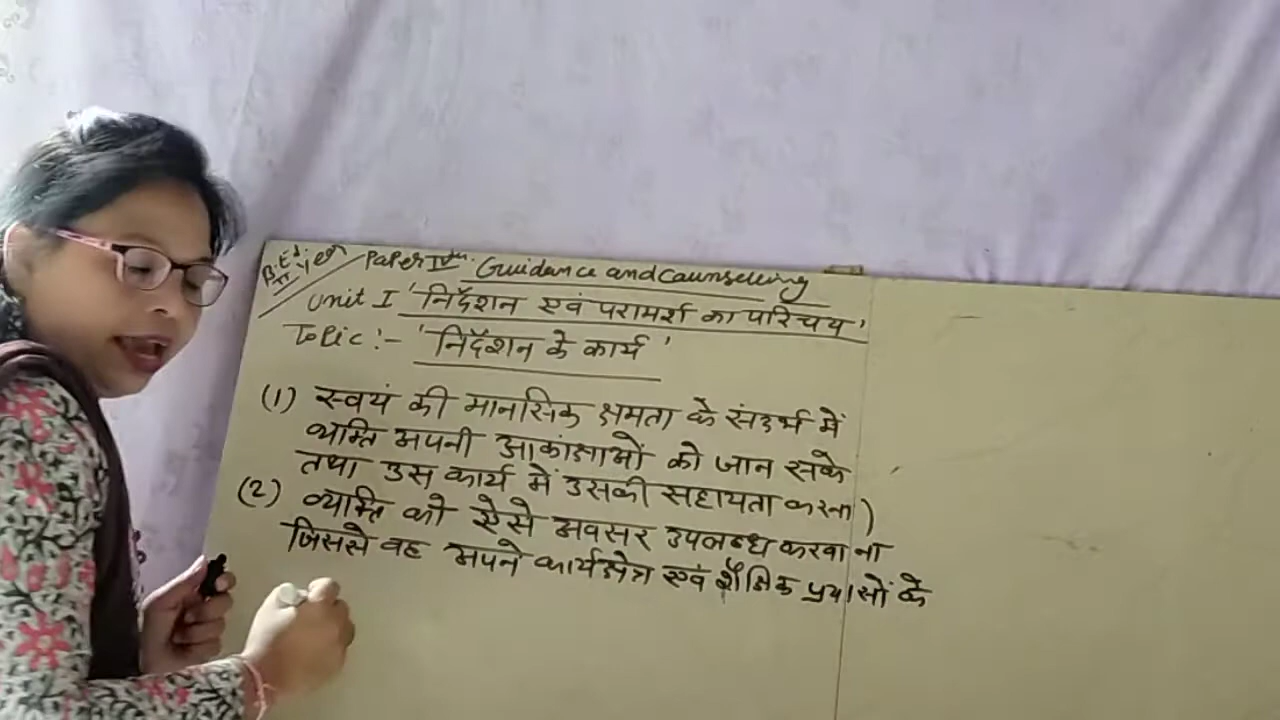 B.Ed. II year
Paper IVth. Guidance and Caunselling
Unit I 'निर्देशन एवं परामर्श का परिचय'
Topic :- 'निर्देशन के कार्य'
(1) स्वयं की मानसिक क्षमता के संदर्भ में
व्यक्ति अपनी आकांक्षाओं को जान सके
तथा उस कार्य में उसकी सहायता करना)
(2) व्यक्ति को ऐसे अवसर उपलब्ध करवाना
जिससे वह अपने कार्यक्षेत्र एवं शैक्षिक प्रयासों के